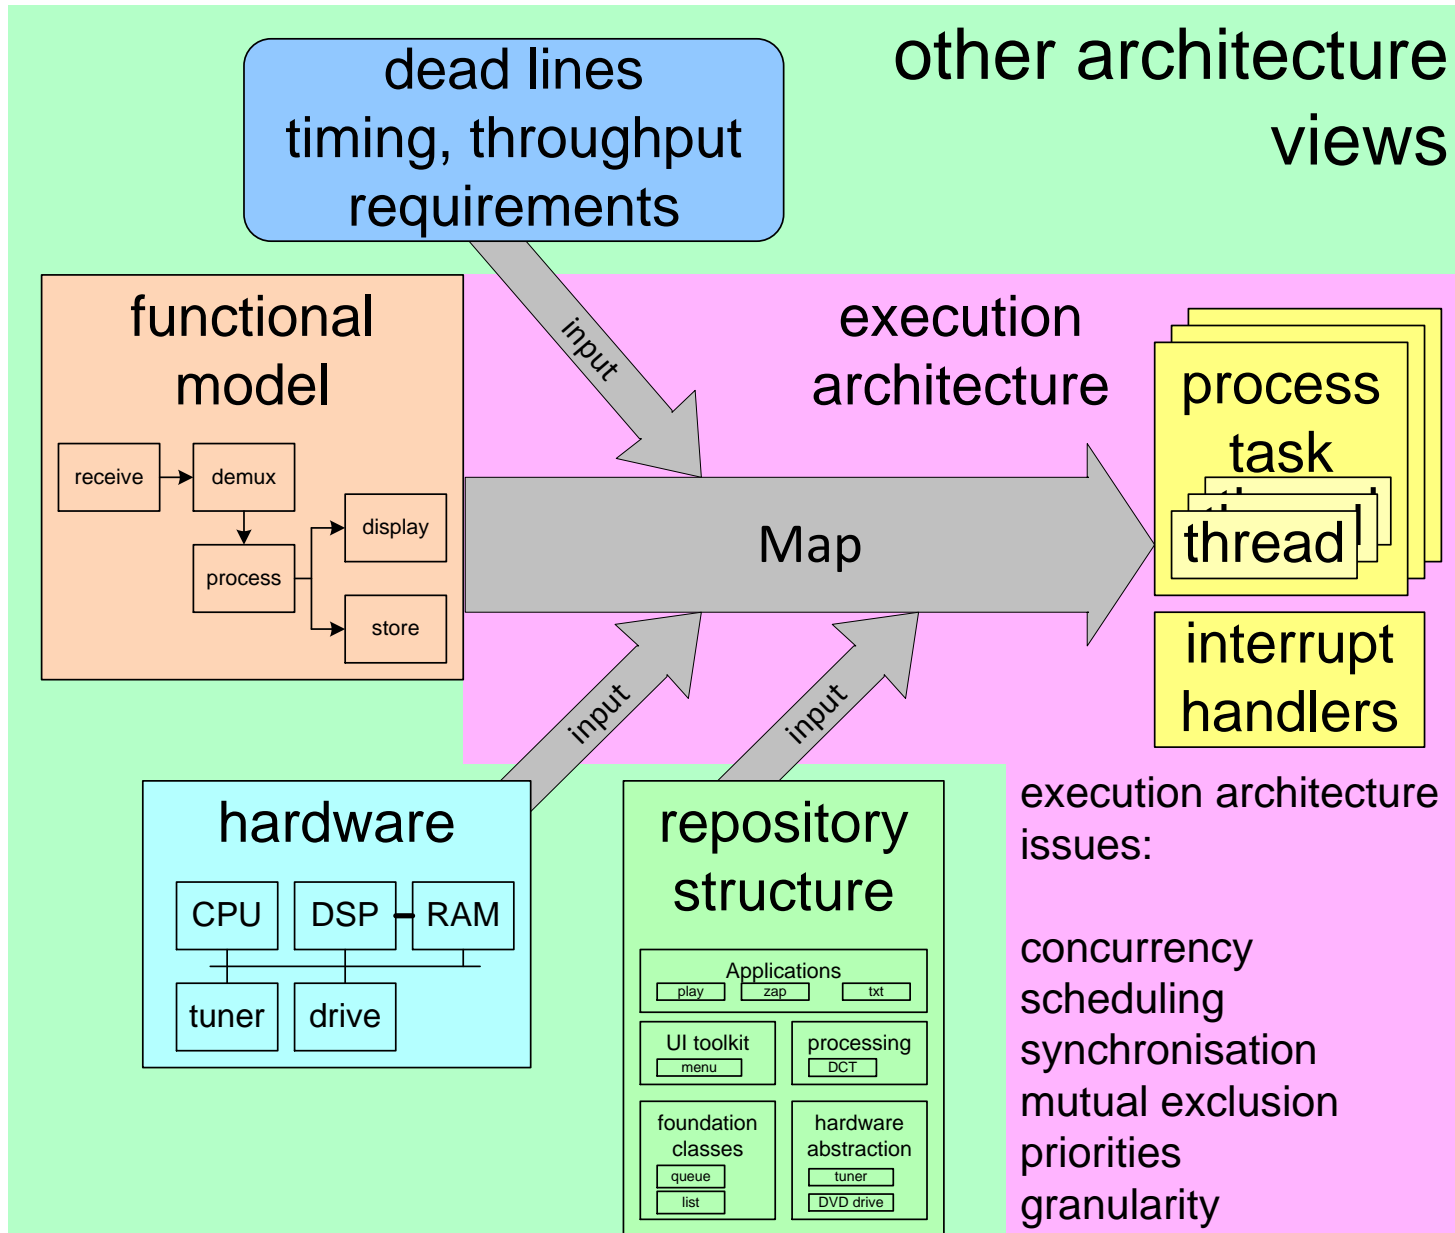 other architecture
views
dead lines
timing, throughput
requirements
input
functional
model
receive
demux
process
display
store
execution
architecture
Map
process
task
thread
interrupt
handlers
input
input
hardware
CPU
DSP
RAM
tuner
drive
repository
structure
Applications
play
zap
txt
UI toolkit
menu
processing
DCT
foundation
classes
queue
list
hardware
abstraction
tuner
DVD drive
execution architecture
issues:
concurrency
scheduling
synchronisation
mutual exclusion
priorities
granularity